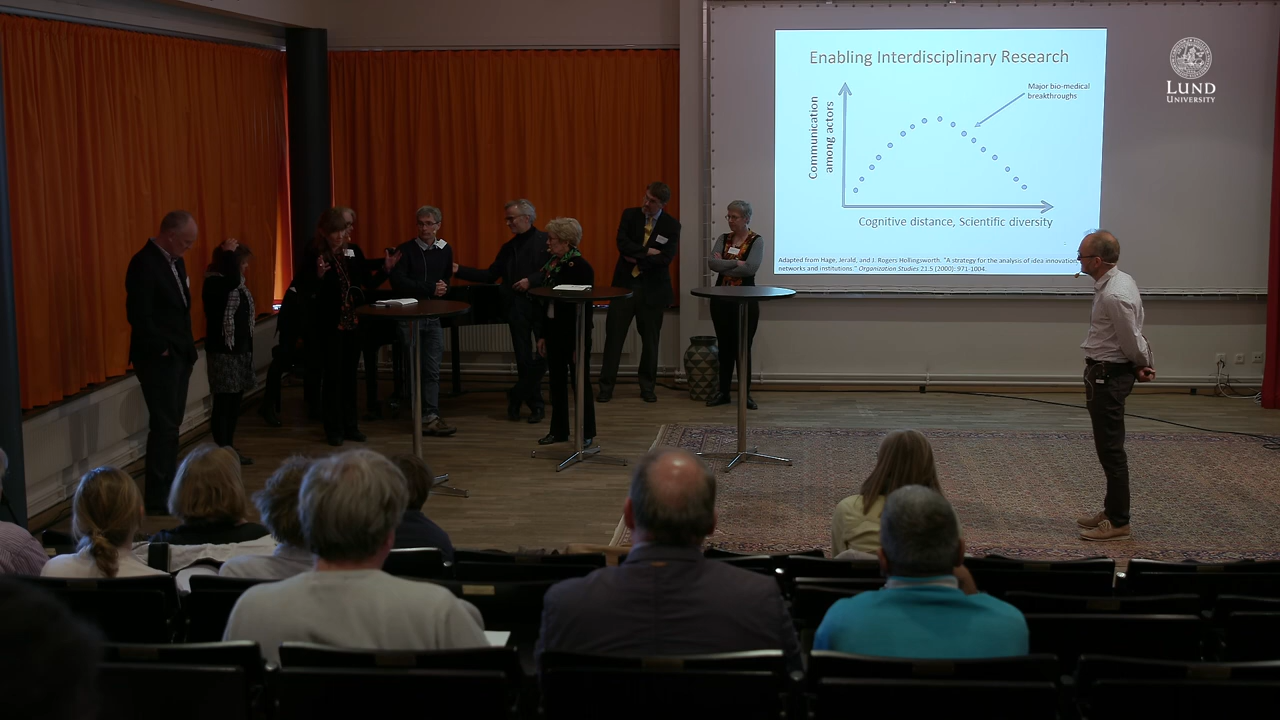 Enabling Interdisciplinary Research
Communication
among actors
Major bio-medical
breakthroughs
Cognitive distance, Scientific diversity
Adapted from Hage, Jerald, and J. Rogers Hollingsworth. "A strategy for the analysis of idea innovation
networks and institutions." Organization Studies 21.5 (2000): 971-1004.
LUND
UNIVERSITY